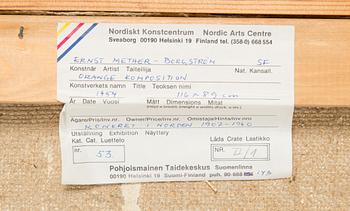 Nordiskt Konstcentrum Nordic Arts Centre
Sveaborg 00190 Helsinki 19 Finland tel. (358-0) 668 554
ERNST METHER-BORGSTRÖM SF
Konstnär Artist Taiteilija Nat. Kansall.
ORANGE KOMPOSITION
Konstverkets namn Title Teoksen nimi
1954 116 x 89 cm
År Date Vuosi Mått Dimensions Mitat
Ägare/Pris/Inv.nr. Owner/Price/Inv.nr. Omistaja/Hinta/Inv.nro
KONKRET I NORDEN 1907-1960
Utställning Exhibition Näyttely
Kat. Cat. Luettelo Låda Crate Laatikko
nr. 53. NR. II/1
Pohjoismainen Taidekeskus Suomenlinna
00190 Helsinki 19 Suomi-Finland puh. 90-668